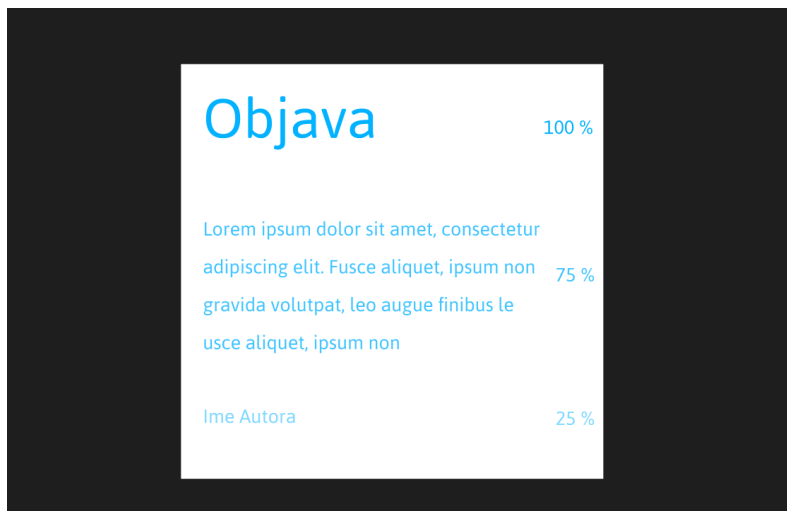 Objava
100 %
Lorem ipsum dolor sit amet, consectetur
adipiscing elit. Fusce aliquet, ipsum non
75 %
gravida volutpat, leo augue finibus le
usce aliquet, ipsum non
Ime Autora
25 %